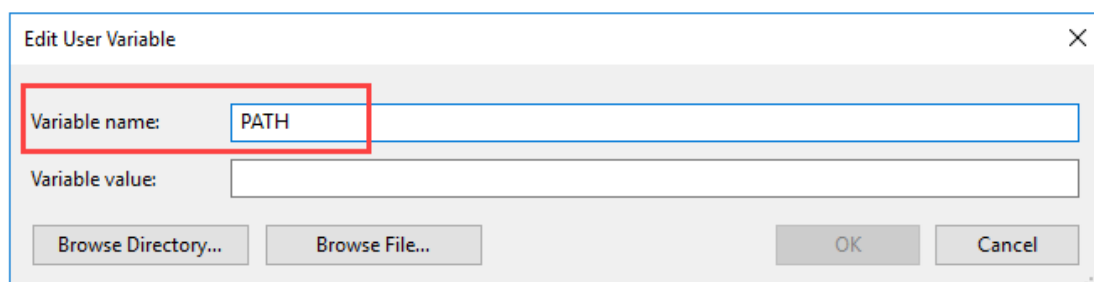 Edit User Variable
Variable name: PATH
Variable value:
Browse Directory... Browse File... OK Cancel